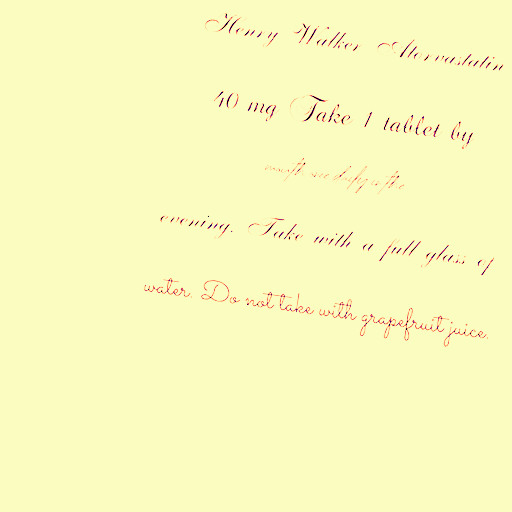 Henry Walker Atorvastatin
40 mg Take 1 tablet by
mouth once daily in the
evening. Take with a full glass of
water. Do not take with grapefruit juice.